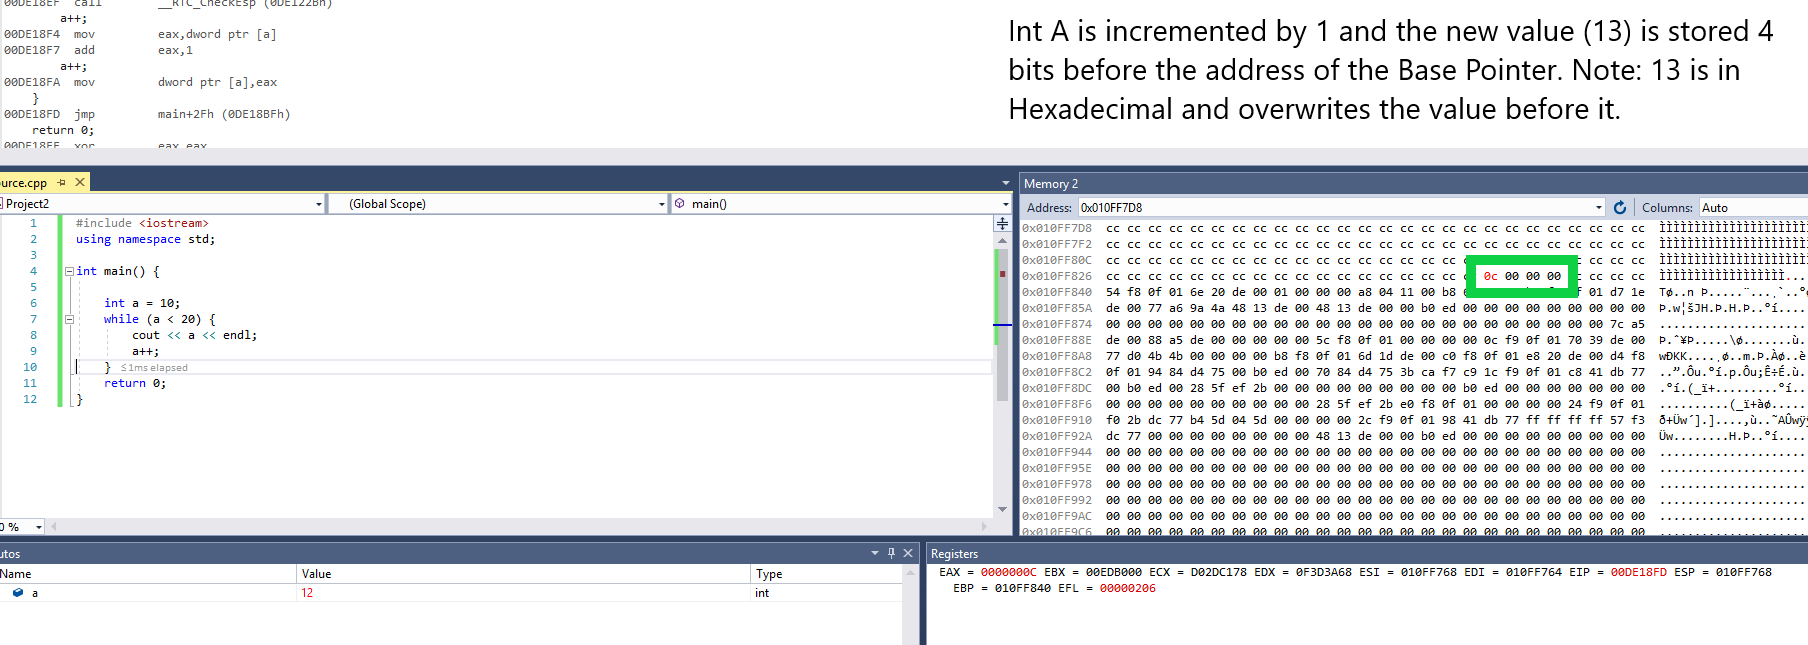 00DE18EF call __RTC_CheckEsp (0DE122Bh)
a++;
00DE18F4 mov eax,dword ptr [a]
00DE18F7 add eax,1
a++;
00DE18FA mov dword ptr [a],eax
}
00DE18FD jmp main+2Fh (0DE18BFh)
return 0;
00DE18FF xor eax,eax
Int A is incremented by 1 and the new value (13) is stored 4
bits before the address of the Base Pointer. Note: 13 is in
Hexadecimal and overwrites the value before it.
urce.cpp
Project2 (Global Scope) main()
1 #include <iostream>
2 using namespace std;
3
4 int main() {
5
6 int a = 10;
7 while (a < 20) {
8 cout << a << endl;
9 a++;
10 } ≤1ms elapsed
11 return 0;
12 }
0 %
Memory 2
Address: 0x010FF7D8 Columns: Auto
0x010FF7D8 cc cc cc cc cc cc cc cc cc cc cc cc cc cc cc cc cc cc cc cc cc cc cc cc cc cc
0x010FF7F2 cc cc cc cc cc cc cc cc cc cc cc cc cc cc cc cc cc cc cc cc cc cc cc cc cc cc
0x010FF80C cc cc cc cc cc cc cc cc cc cc cc cc cc cc cc cc cc cc cc cc
0x010FF826 cc cc cc cc cc cc cc cc cc cc cc cc cc cc cc cc cc 0c 00 00 00 cc cc cc
0x010FF840 54 f8 0f 01 6e 20 de 00 01 00 00 00 a8 04 11 00 b8 01 d7 1e
0x010FF85A de 00 77 a6 9a 4a 48 13 de 00 48 13 de 00 00 b0 ed 00 00 00 00 00 00 00 00 00
0x010FF874 00 00 00 00 00 00 00 00 00 00 00 00 00 00 00 00 00 00 00 00 00 00 00 00 7c a5
0x010FF88E de 00 88 a5 de 00 00 00 00 00 5c f8 0f 01 00 00 00 00 0c f9 0f 01 70 39 de 00
0x010FF8A8 77 d0 4b 4b 00 00 00 00 b8 f8 0f 01 6d 1d de 00 c0 f8 0f 01 e8 20 de 00 d4 f8
0x010FF8C2 0f 01 94 84 d4 75 00 b0 ed 00 70 84 d4 75 3b ca f7 c9 1c f9 0f 01 c8 41 db 77
0x010FF8DC 00 b0 ed 00 28 5f ef 2b 00 00 00 00 00 00 00 00 00 00 b0 ed 00 00 00 00 00 00
0x010FF8F6 00 00 00 00 00 00 00 00 00 00 28 5f ef 2b e0 f8 0f 01 00 00 00 00 24 f9 0f 01
0x010FF910 f0 2b dc 77 b4 5d 04 5d 00 00 00 00 2c f9 0f 01 98 41 db 77 ff ff ff ff 57 f3
0x010FF92A dc 77 00 00 00 00 00 00 00 00 48 13 de 00 00 b0 ed 00 00 00 00 00 00 00 00 00
0x010FF944 00 00 00 00 00 00 00 00 00 00 00 00 00 00 00 00 00 00 00 00 00 00 00 00 00 00
0x010FF95E 00 00 00 00 00 00 00 00 00 00 00 00 00 00 00 00 00 00 00 00 00 00 00 00 00 00
0x010FF978 00 00 00 00 00 00 00 00 00 00 00 00 00 00 00 00 00 00 00 00 00 00 00 00 00 00
0x010FF992 00 00 00 00 00 00 00 00 00 00 00 00 00 00 00 00 00 00 00 00 00 00 00 00 00 00
0x010FF9AC 00 00 00 00 00 00 00 00 00 00 00 00 00 00 00 00 00 00 00 00 00 00 00 00 00 00
0x010FF9C6 00 00 00 00 00 00 00 00 00 00 00 00 00 00 00 00 00 00 00 00 00 00 00 00 00 00
utos
Name Value Type
a 12 int
Registers
EAX = 0000000C EBX = 00EDB000 ECX = D02DC178 EDX = 0F3D3A68 ESI = 010FF768 EDI = 010FF764 EIP = 00DE18FD ESP = 010FF768
EBP = 010FF840 EFL = 00000206